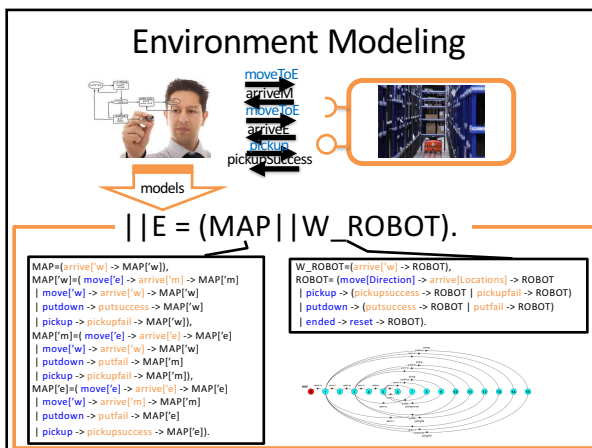 Environment Modeling
moveToE
arriveM
moveToE
arriveE
pickup
pickupSuccess
models
||E = (MAP||W_ROBOT).
MAP=(arrive['w] -> MAP['w]),
MAP['w]=( move['e] -> arrive['m] -> MAP['m]
| move['w] -> arrive['w] -> MAP['w]
| putdown -> putsuccess -> MAP['w]
| pickup -> pickupfail -> MAP['w]),
MAP['m]=( move['e] -> arrive['e] -> MAP['e]
| move['w] -> arrive['w] -> MAP['w]
| putdown -> putfail -> MAP['m]
| pickup -> pickupfail -> MAP['m]),
MAP['e]=( move['e] -> arrive['e] -> MAP['e]
| move['w] -> arrive['m] -> MAP['m]
| putdown -> putfail -> MAP['e]
| pickup -> pickupsuccess -> MAP['e]).
W_ROBOT=(arrive['w] -> ROBOT),
ROBOT= (move[Direction] -> arrive[Locations] -> ROBOT
| pickup -> (pickupsuccess -> ROBOT | pickupfail -> ROBOT)
| putdown -> (putsuccess -> ROBOT | putfail -> ROBOT)
| ended -> reset -> ROBOT).
MAP